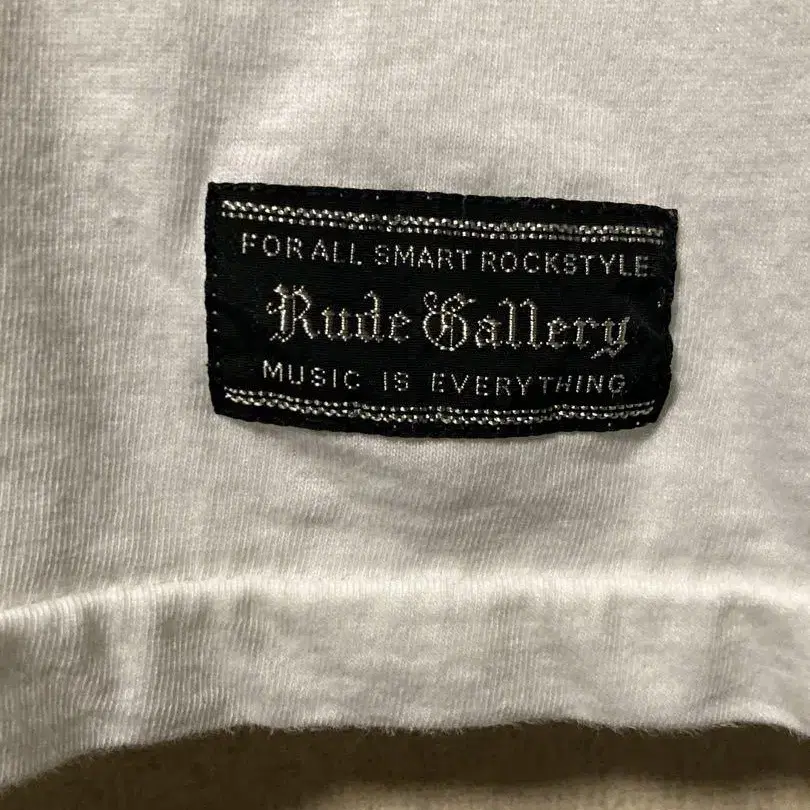 FOR ALL SMART ROCKSTYLE
Rude Gallery
MUSIC IS EVERYTHING